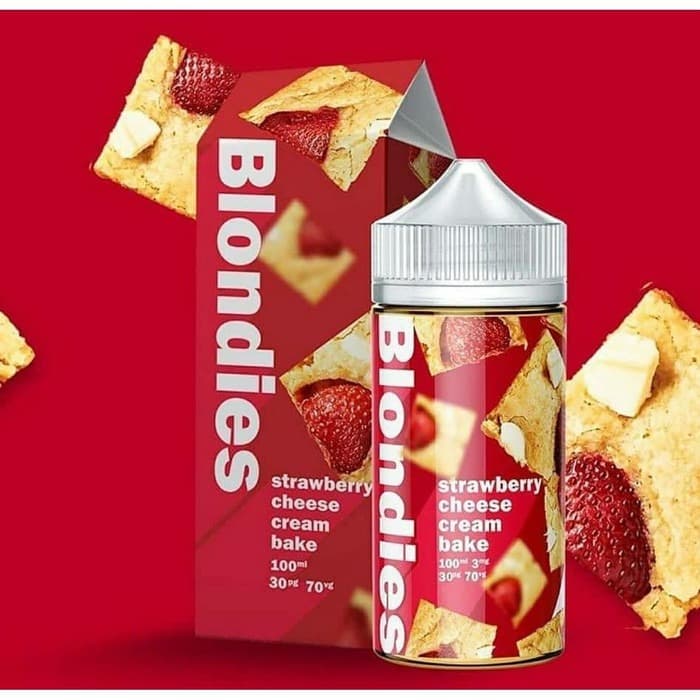 Blondies
strawberry
cheese
cream
bake
100ml
30pg 70vg
Blondies
strawberry
cheese
cream
bake
100ml 3mg
30pg 70vg